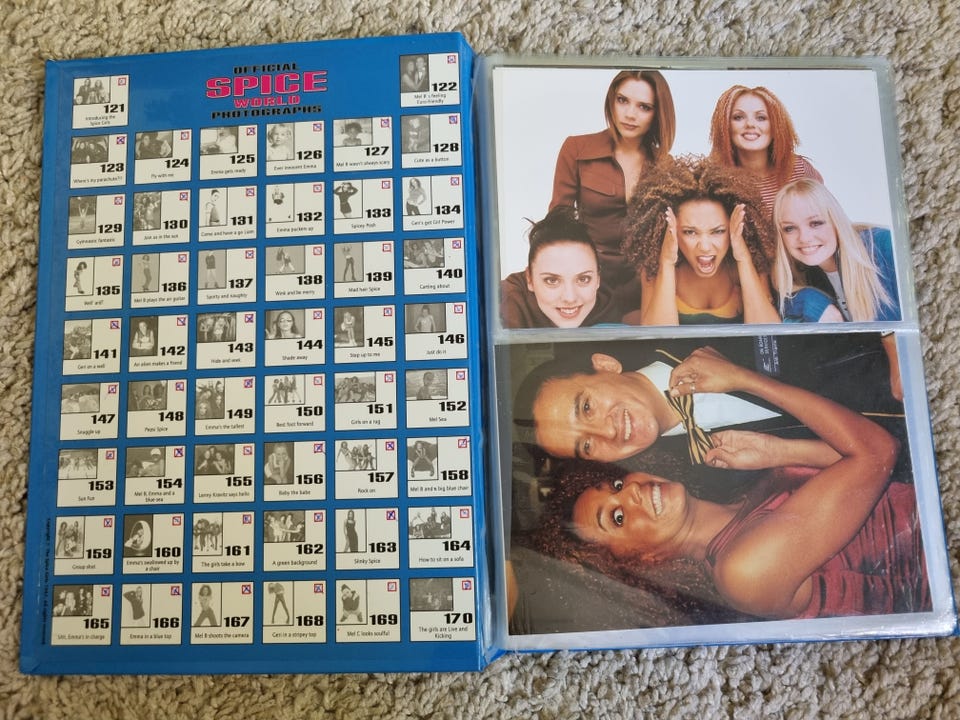 OFFICIAL
SPICE
WORLD
PHOTOGRAPHS
121
Introducing the
Spice Girls
122
Mel B's feeling
Euro-friendly
123
Where's my parachute?!
124
Fly with me
125
Emma gets ready
126
Ever innocent Emma
127
Mel B wasn't always scary
128
Cute as a button
129
Gymnastic fantastic
130
Join us in the sun
131
Come and have a go Liam
132
Emma puckers up
133
Spicey Posh
134
Geri's got Girl Power
135
Well 'ard!
136
Mel B plays the air guitar
137
Sporty and naughty
138
Wink and be merry
139
Mad hair Spice
140
Carting about
141
Geri on a wall
142
An alien makes a friend
143
Hide and seek
144
Shade away
145
Step up to me
146
Just do it
147
Snuggle up
148
Pepsi Spice
149
Emma's the tallest
150
Best foot forward
151
Girls on a rug
152
Mel Sea
153
Sun fun
154
Mel B, Emma and a
blue sea
155
Lenny Kravitz says hello
156
Baby the babe
157
Rock on
158
Mel B and a big blue chair
159
Group shot
160
Emma's swallowed up by
a chair
161
The girls take a bow
162
A green background
163
Slinky Spice
164
How to sit on a sofa
165
Shh, Emma's in charge
166
Emma in a blue top
167
Mel B shoots the camera
168
Geri in a stripey top
169
Mel C looks soulful
170
The girls are Live and
Kicking